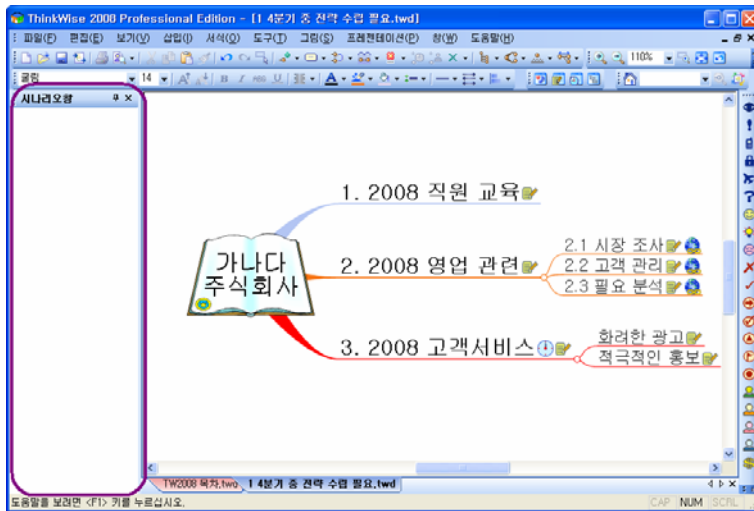 ThinkWise 2008 Professional Edition - [1 4분기 중 전략 수립 필요.twd]
파일(F) 편집(E) 보기(V) 삽입(I) 서식(O) 도구(T) 그림(S) 프레젠테이션(P) 창(W) 도움말(H)
110%
굴림 14
시나리오창
1. 2008 직원 교육
가나다
주식회사
2. 2008 영업 관련
2.1 시장 조사
2.2 고객 관리
2.3 필요 분석
3. 2008 고객서비스
화려한 광고
적극적인 홍보
TW2008 목차.twd 1 4분기 중 전략 수립 필요.twd
도움말을 보려면 <F1> 키를 누르십시오. CAP NUM SCRL